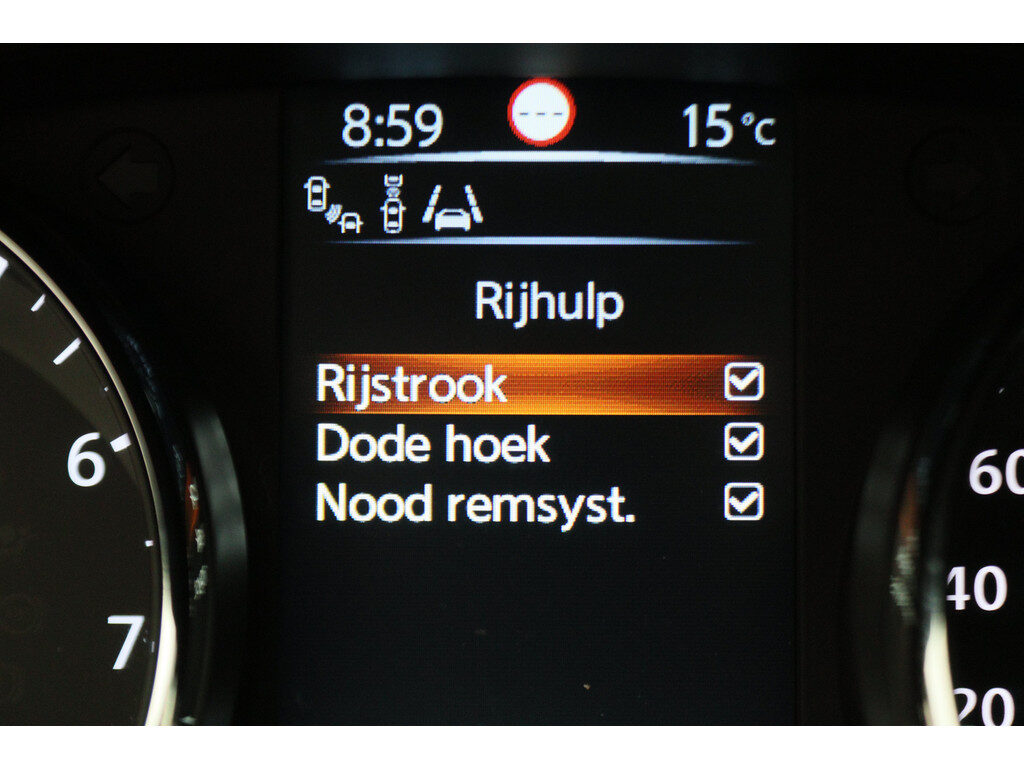 8:59 --- 15 °C
Rijhulp
Rijstrook
Dode hoek
Nood remsyst.
6
7
60
40
20